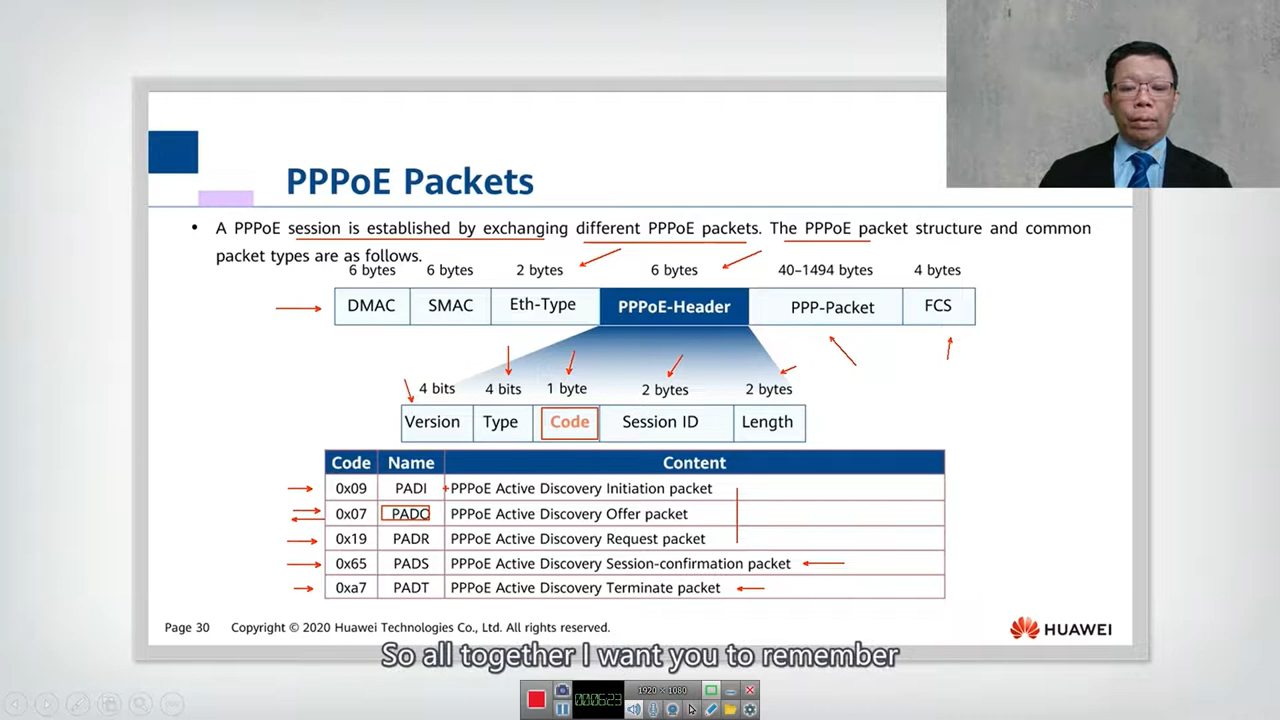 PPPoE Packets
• A PPPoE session is established by exchanging different PPPoE packets. The PPPoE packet structure and common
packet types are as follows.
6 bytes 6 bytes 2 bytes 6 bytes 40–1494 bytes 4 bytes
DMAC SMAC Eth-Type PPPoE-Header PPP-Packet FCS
4 bits 4 bits 1 byte 2 bytes 2 bytes
Version Type Code Session ID Length
Code Name Content
0x09 PADI PPPoE Active Discovery Initiation packet
0x07 PADO PPPoE Active Discovery Offer packet
0x19 PADR PPPoE Active Discovery Request packet
0x65 PADS PPPoE Active Discovery Session-confirmation packet
0xa7 PADT PPPoE Active Discovery Terminate packet
Page 30 Copyright © 2020 Huawei Technologies Co., Ltd. All rights reserved.
HUAWEI
So all together I want you to remember
1920 x 1080
000623